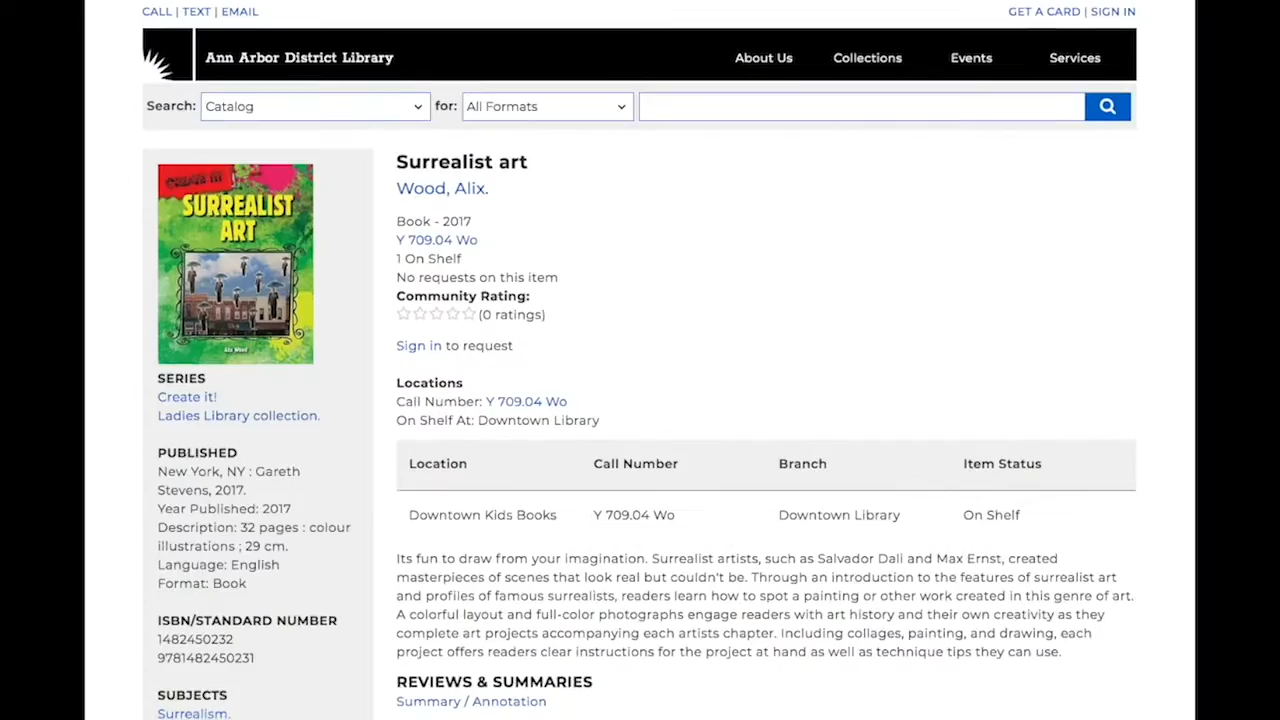 CALL | TEXT | EMAIL
GET A CARD | SIGN IN
Ann Arbor District Library
About Us
Collections
Events
Services
Search:
Catalog
for:
All Formats
CREATE IT!
SURREALIST
ART
Alix Wood
SERIES
Create it!
Ladies Library collection.
PUBLISHED
New York, NY : Gareth
Stevens, 2017.
Year Published: 2017
Description: 32 pages : colour
illustrations ; 29 cm.
Language: English
Format: Book
ISBN/STANDARD NUMBER
1482450232
9781482450231
SUBJECTS
Surrealism.
Surrealist art
Wood, Alix.
Book - 2017
Y 709.04 Wo
1 On Shelf
No requests on this item
Community Rating:
(0 ratings)
Sign in to request
Locations
Call Number: Y 709.04 Wo
On Shelf At: Downtown Library
Location Call Number Branch Item Status
Downtown Kids Books Y 709.04 Wo Downtown Library On Shelf
Its fun to draw from your imagination. Surrealist artists, such as Salvador Dali and Max Ernst, created
masterpieces of scenes that look real but couldn't be. Through an introduction to the features of surrealist art
and profiles of famous surrealists, readers learn how to spot a painting or other work created in this genre of art.
A colorful layout and full-color photographs engage readers with art history and their own creativity as they
complete art projects accompanying each artists chapter. Including collages, painting, and drawing, each
project offers readers clear instructions for the project at hand as well as technique tips they can use.
REVIEWS & SUMMARIES
Summary / Annotation